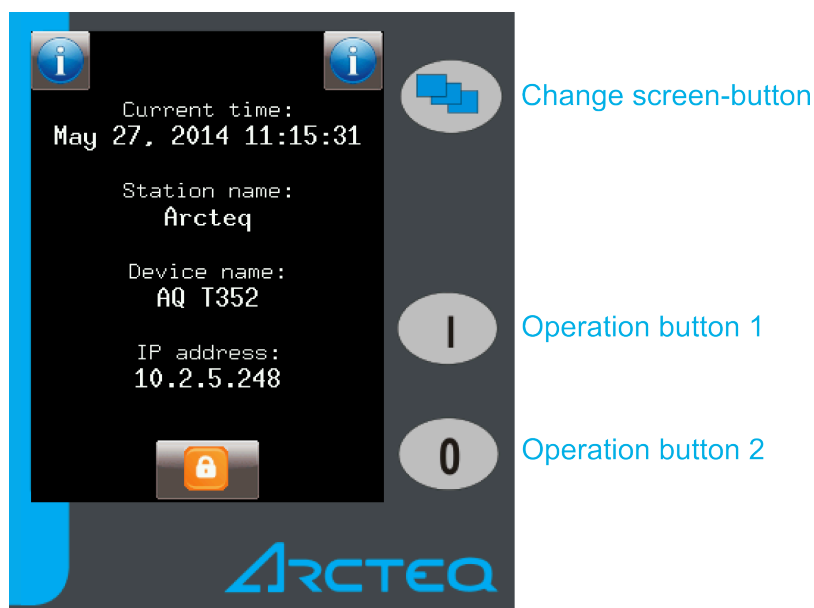 i
i
Current time:
May 27, 2014 11:15:31
Station name:
Arcteq
Device name:
AQ T352
IP address:
10.2.5.248
Change screen-button
I
Operation button 1
0
Operation button 2
ARCTEQ